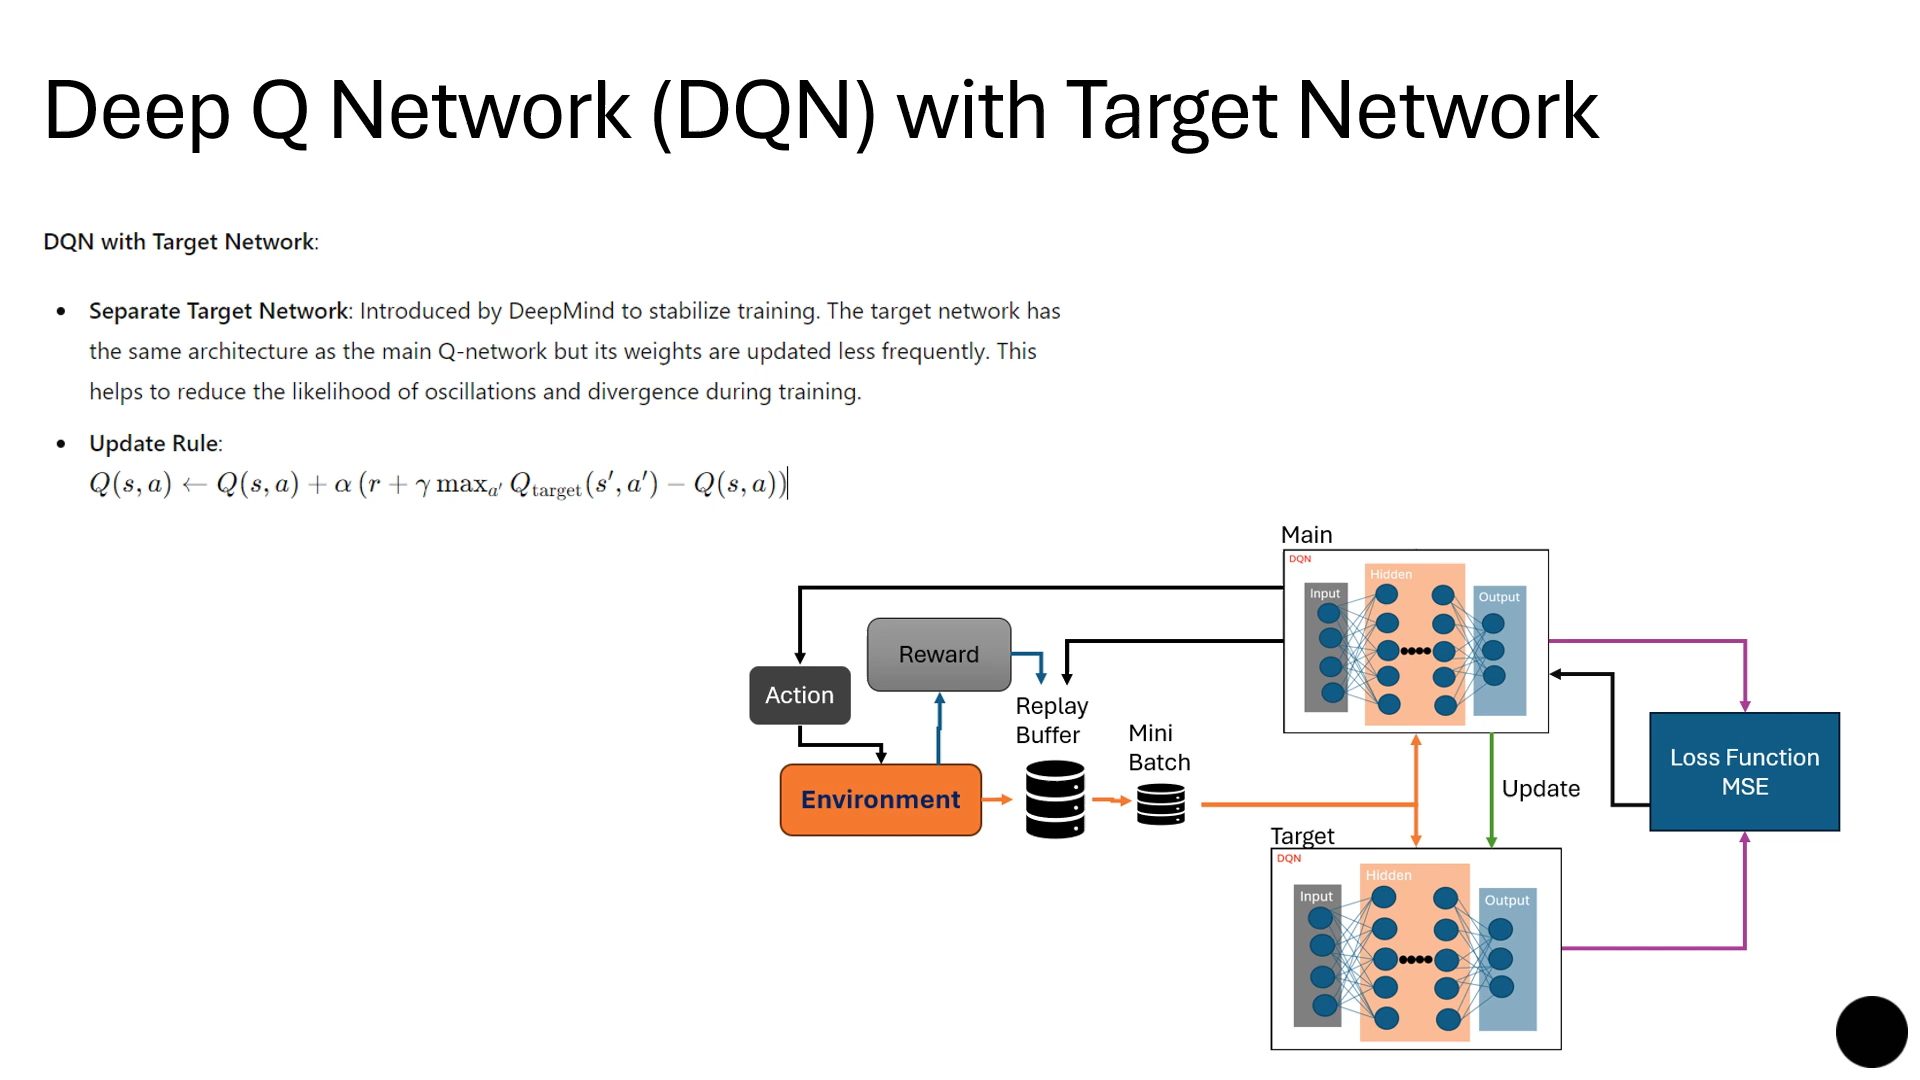 Deep Q Network (DQN) with Target Network
DQN with Target Network:
• Separate Target Network: Introduced by DeepMind to stabilize training. The target network has
the same architecture as the main Q-network but its weights are updated less frequently. This
helps to reduce the likelihood of oscillations and divergence during training.
• Update Rule:
Q(s, a) ← Q(s, a) + α (r + γ max_{a′} Q_{target}(s′, a′) − Q(s, a))
Main
DQN
Input
Hidden
Output
Action
Reward
Replay
Buffer
Mini
Batch
Environment
Update
Loss Function
MSE
Target
DQN
Input
Hidden
Output